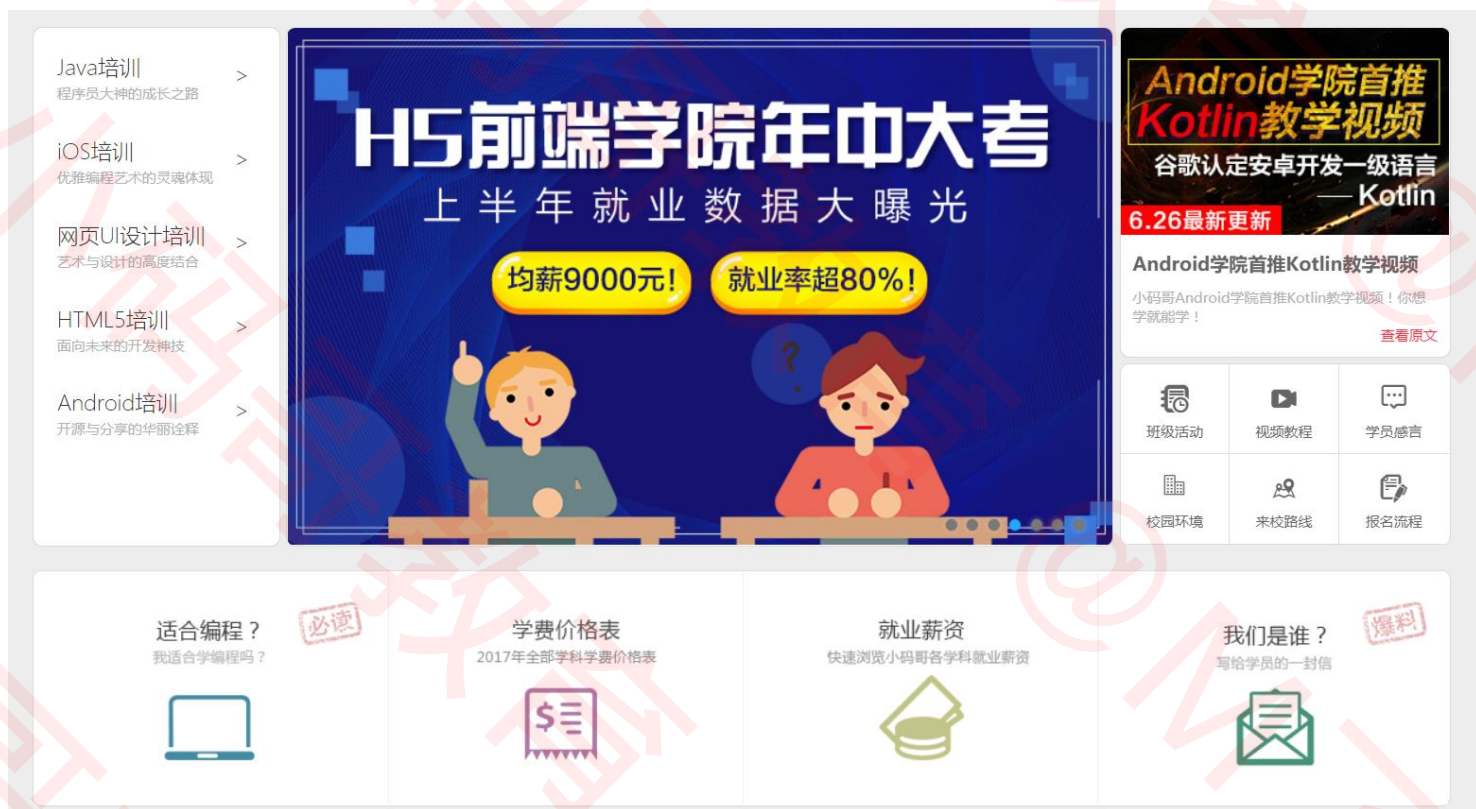 Java培训
>
程序员大神的成长之路
iOS培训
>
优雅编程艺术的灵魂体现
网页UI设计培训
>
艺术与设计的高度结合
HTML5培训
>
面向未来的开发神技
Android培训
>
开源与分享的华丽诠释
H5前端学院年中大考
上半年就业数据大曝光
均薪9000元!
就业率超80%!
?
Android学院首推
Kotlin教学视频
谷歌认定安卓开发一级语言
—— Kotlin
6.26最新更新
Android学院首推Kotlin教学视频
小码哥Android学院首推Kotlin教学视频！你想
学就能学！
查看原文
班级活动
视频教程
学员感言
校园环境
来校路线
报名流程
适合编程？
必读
我适合学编程吗？
学费价格表
2017年全部学科学费价格表
$
就业薪资
快速浏览小码哥各学科就业薪资
我们是谁？
爆料
写给学员的一封信
小码哥教育